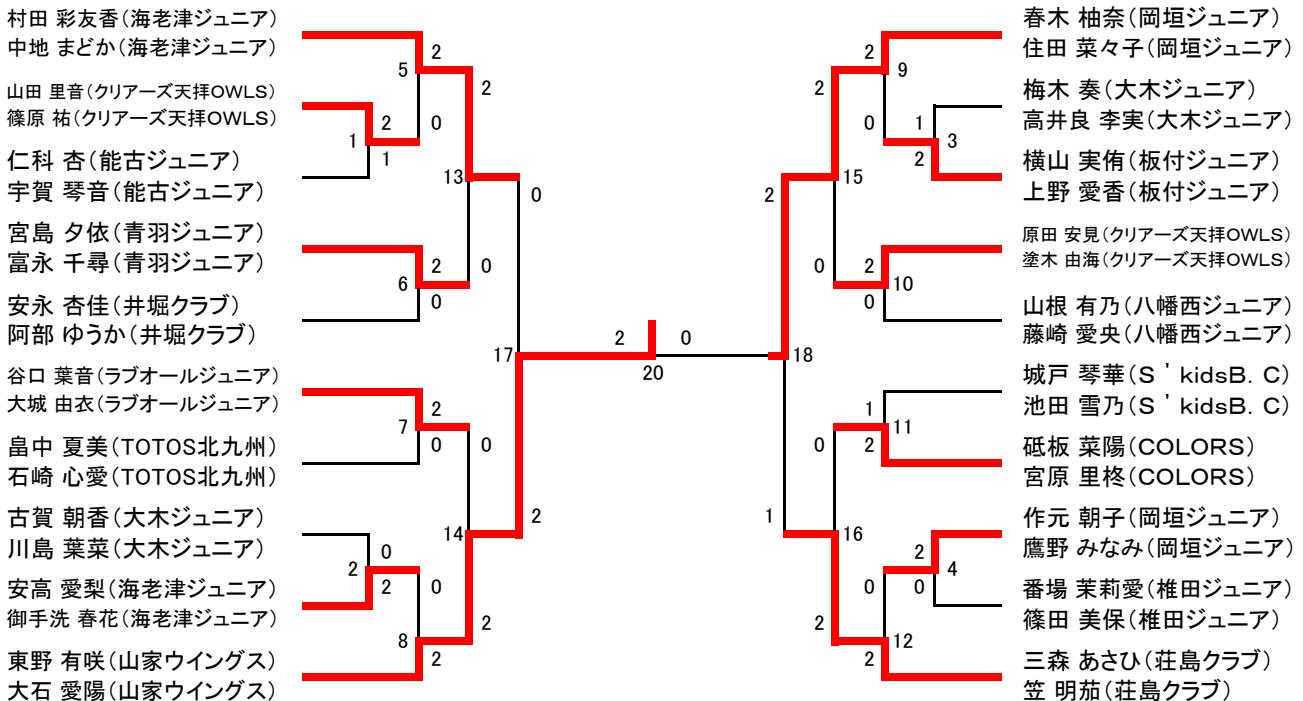 村田 彩友香(海老津ジュニア)
中地 まどか(海老津ジュニア)
山田 里音(クリアーズ天拝OWLS)
篠原 祐(クリアーズ天拝OWLS)
仁科 杏(能古ジュニア)
宇賀 琴音(能古ジュニア)
宮島 夕依(青羽ジュニア)
富永 千尋(青羽ジュニア)
安永 杏佳(井堀クラブ)
阿部 ゆうか(井堀クラブ)
谷口 葉音(ラブオールジュニア)
大城 由衣(ラブオールジュニア)
畠中 夏美(TOTOS北九州)
石崎 心愛(TOTOS北九州)
古賀 朝香(大木ジュニア)
川島 葉菜(大木ジュニア)
安高 愛梨(海老津ジュニア)
御手洗 春花(海老津ジュニア)
東野 有咲(山家ウイングス)
大石 愛陽(山家ウイングス)
2
5
2
2
0
1
1
13
0
2
0
6
0
17
2
7
0
0
14
2
0
2
2
0
2
8
2
2
0
20
2
9
2
1
0
3
2
15
2
2
0
10
0
18
1
11
0
2
1
16
2
4
0
0
2
12
2
春木 柚奈(岡垣ジュニア)
住田 菜々子(岡垣ジュニア)
梅木 奏(大木ジュニア)
高井良 李実(大木ジュニア)
横山 実侑(板付ジュニア)
上野 愛香(板付ジュニア)
原田 安見(クリアーズ天拝OWLS)
塗木 由海(クリアーズ天拝OWLS)
山根 有乃(八幡西ジュニア)
藤崎 愛央(八幡西ジュニア)
城戸 琴華(S'kidsB.C)
池田 雪乃(S'kidsB.C)
砥板 菜陽(COLORS)
宮原 里柊(COLORS)
作元 朝子(岡垣ジュニア)
鷹野 みなみ(岡垣ジュニア)
番場 茉莉愛(椎田ジュニア)
篠田 美保(椎田ジュニア)
三森 あさひ(荘島クラブ)
笠 明茄(荘島クラブ)